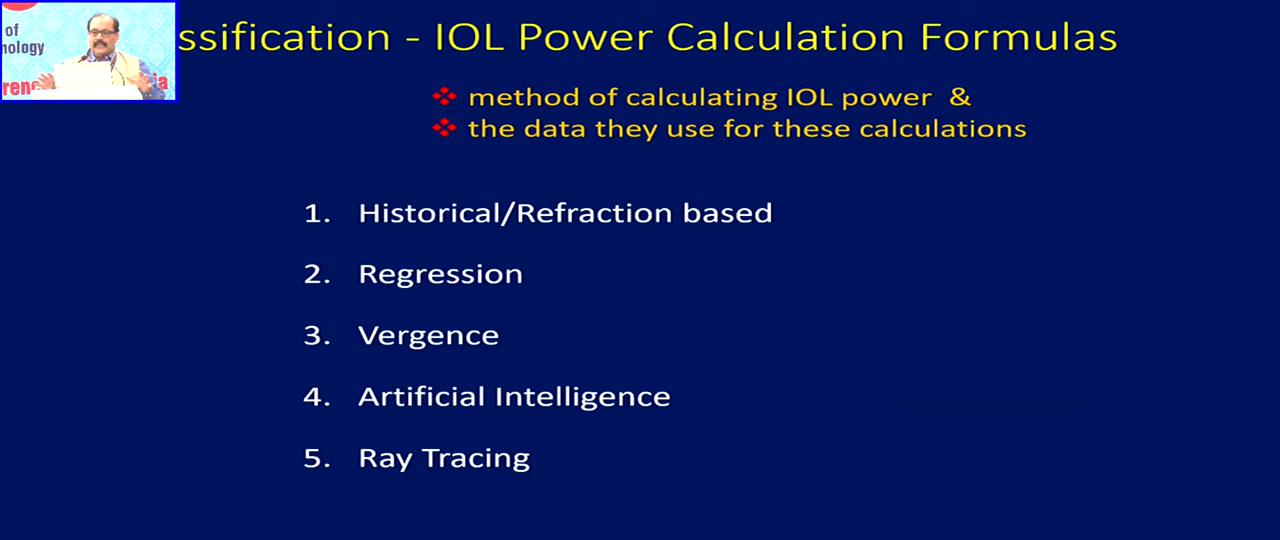 of
nology
ssification - IOL Power Calculation Formulas
❖ method of calculating IOL power &
❖ the data they use for these calculations
1. Historical/Refraction based
2. Regression
3. Vergence
4. Artificial Intelligence
5. Ray Tracing